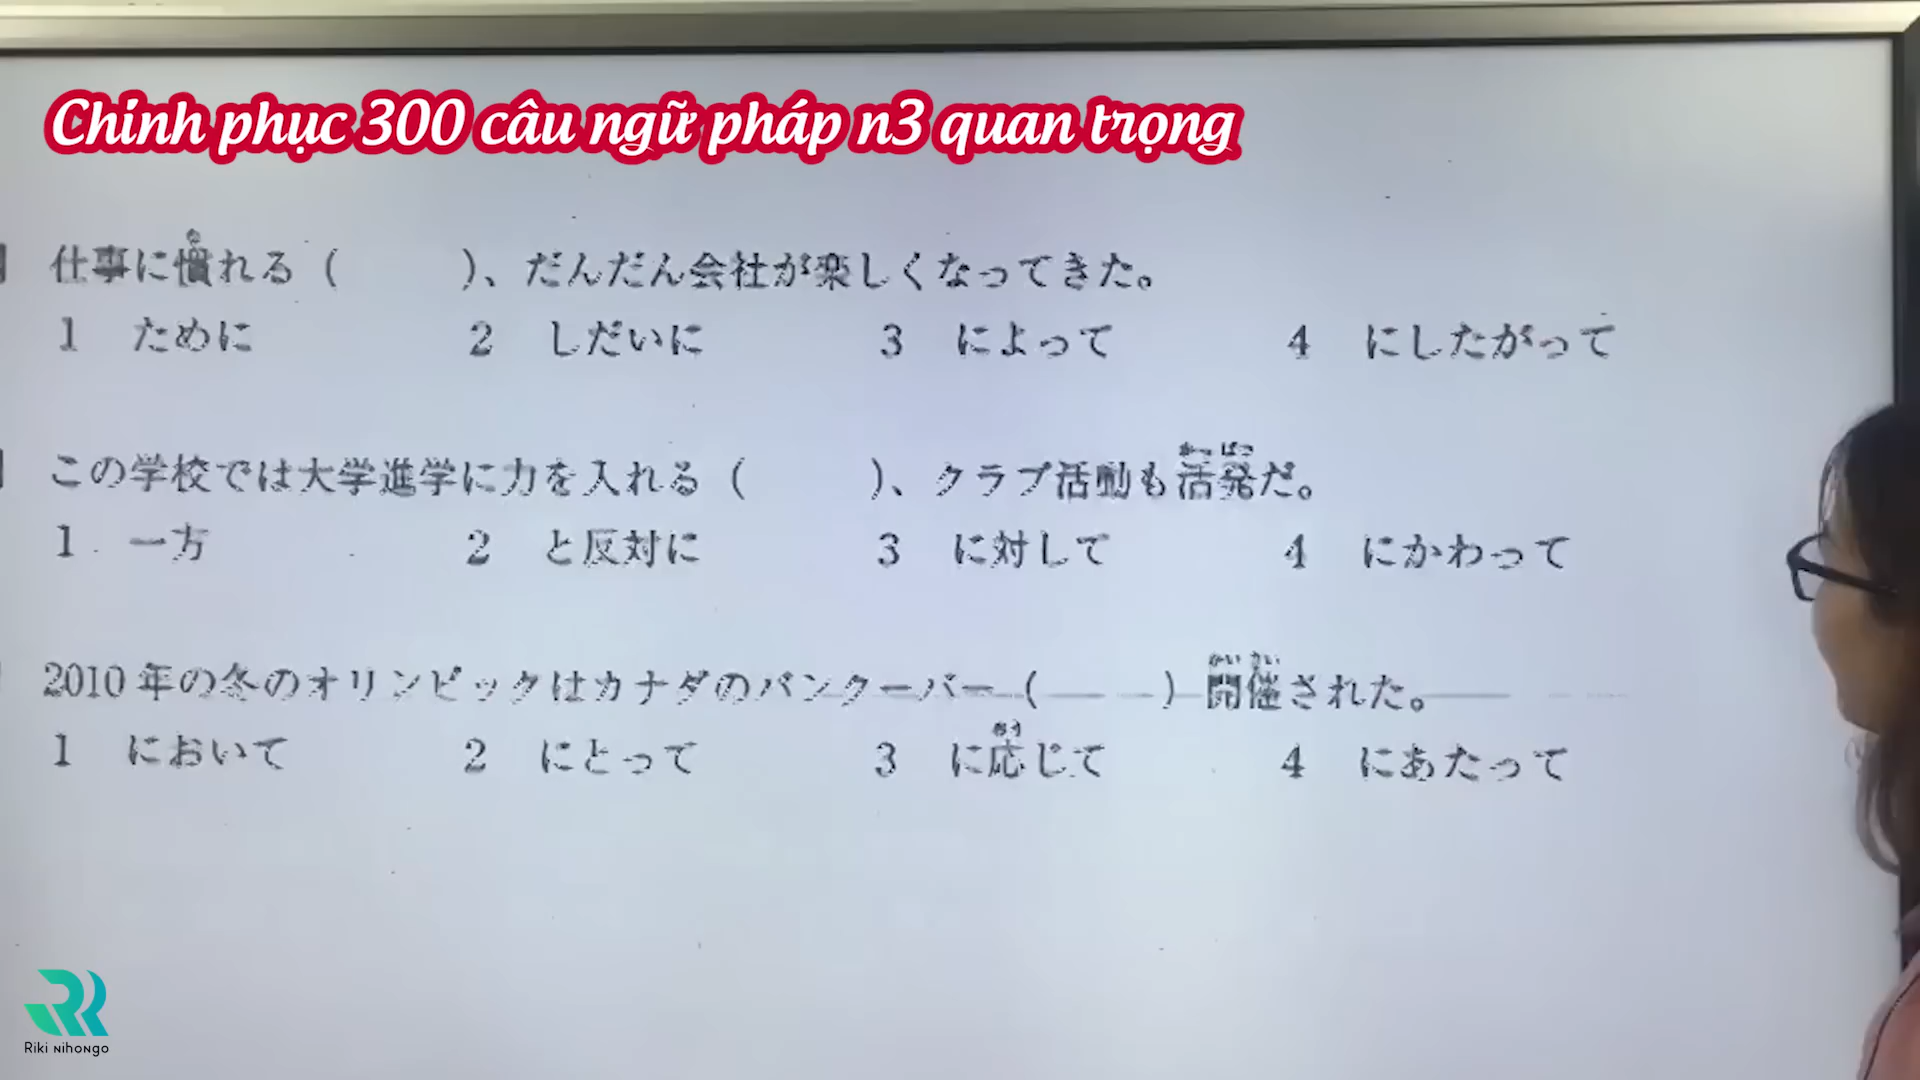 Chinh phục 300 câu ngữ pháp n3 quan trọng
仕事に慣れる（　　）、だんだん会社が楽しくなってきた。
1 ために 2 しだいに 3 によって 4 にしたがって
かっぱつ
この学校では大学進学に力を入れる（　　）、クラブ活動も活発だ。
1 一方 2 と反対に 3 に対して 4 にかわって
かいさい
2010年の冬のオリンピックはカナダのバンクーバー（　　）開催された。
おう
1 において 2 にとって 3 に応じて 4 にあたって
Riki Nihongo